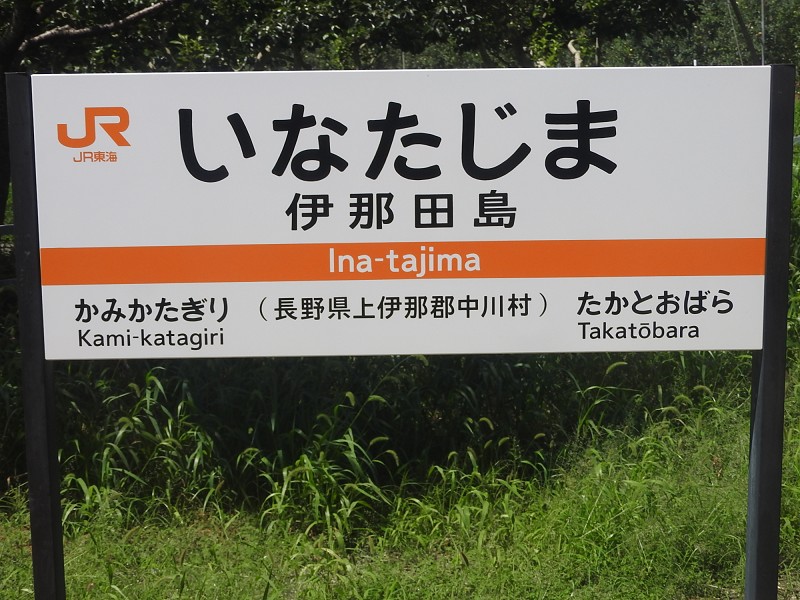 JR
JR東海
いなたじま
伊那田島
Ina-tajima
かみかたぎり
Kami-katagiri
（長野県上伊那郡中川村）
たかとおばら
Takatōbara